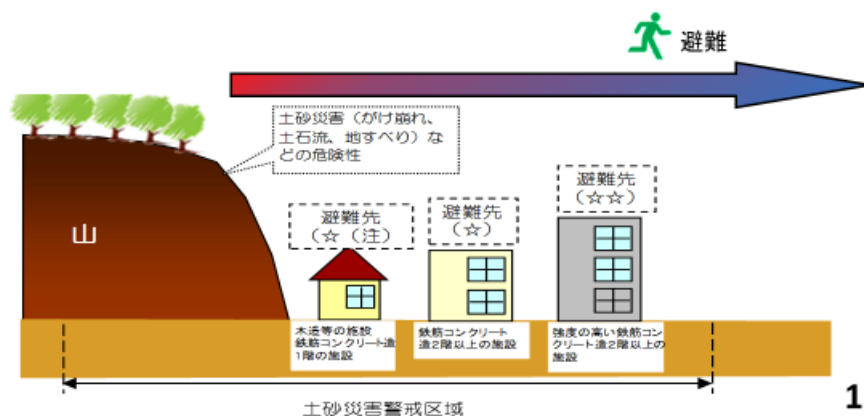 避難
土砂災害（がけ崩れ、
土石流、地すべり）な
どの危険性
避難先
（☆☆）
避難先
（☆）
避難先
（☆（注）
山
木造等の施設
鉄筋コンクリート造
1階の施設
鉄筋コンクリート
造2階以上の施設
強度の高い鉄筋コン
クリート造2階以上の
施設
土砂災害警戒区域
1